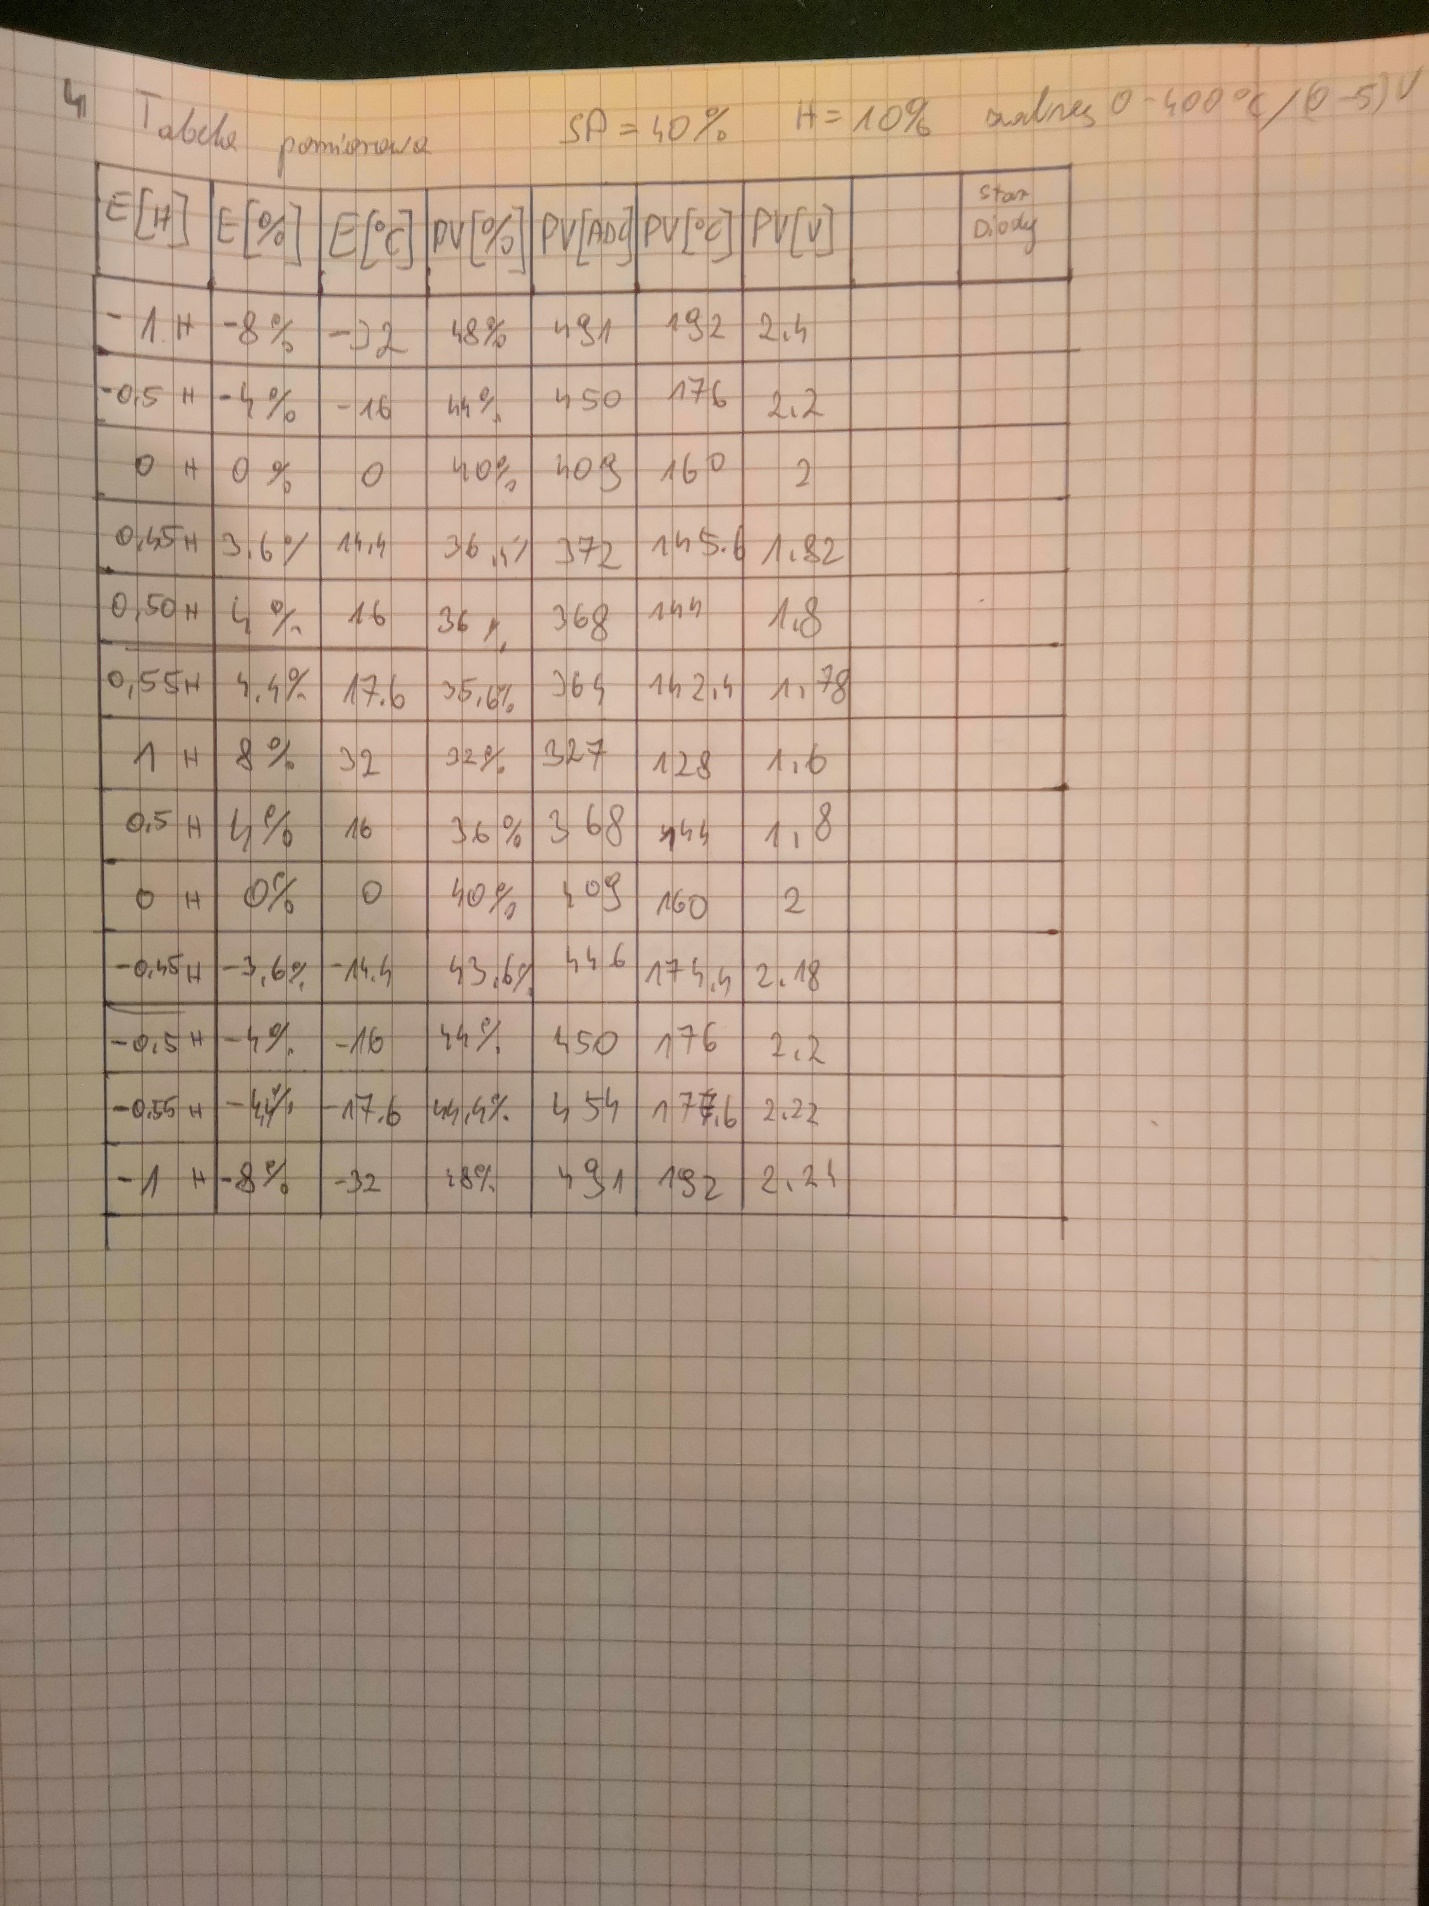 4, Tabela pomiarowa SP = 40% H = 10% zakres 0-400°C/(0-5)V
E[H] E[%] E[°C] PV[%] PV[ADC] PV[°C] PV[V] Stan Diody
-1 H -8% -32 48% 491 192 2.4
-0,5 H -4% -16 44% 450 176 2.2
0 H 0% 0 40% 409 160 2
0,45 H 3,6% 14,4 36,4% 372 145.6 1.82
0,50 H 4% 16 36% 368 144 1,8
0,55 H 4,4% 17.6 35,6% 364 142,4 1,78
1 H 8% 32 32% 327 128 1,6
0,5 H 4% 16 36% 368 144 1,8
0 H 0% 0 40% 409 160 2
-0,45 H -3,6% -14,4 43,6% 446 174,4 2.18
-0,5 H -4% -16 44% 450 176 2.2
-0,55 H -4,4% -17.6 44,4% 454 177,6 2.22
-1 H -8% -32 48% 491 192 2.24